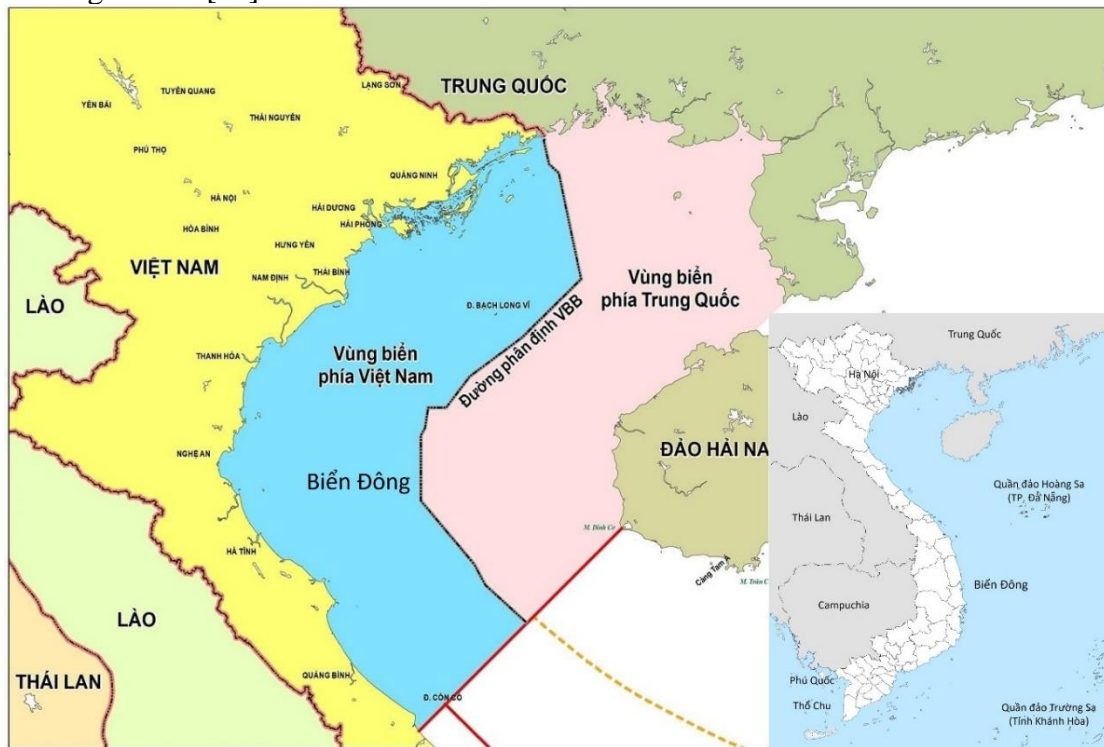 TRUNG QUỐC
LẠNG SƠN
TUYÊN QUANG
YÊN BÁI
THÁI NGUYÊN
PHÚ THỌ
QUẢNG NINH
HÀ NỘI
HẢI DƯƠNG
HẢI PHÒNG
HÒA BÌNH
HƯNG YÊN
VIỆT NAM
THÁI BÌNH
NAM ĐỊNH
Vùng biển
phía Trung Quốc
LÀO
Đ. BẠCH LONG VĨ
Đường phân định VBB
THANH HÓA
Vùng biển
phía Việt Nam
NGHỆ AN
Biển Đông
ĐẢO HẢI NA
M. Dinh Co
HÀ TĨNH
Cảng Tam A
M. Trân C
LÀO
THÁI LAN
QUẢNG BÌNH
Đ. CỒN CỎ
Trung Quốc
Hà Nội
Lào
Quần đảo Hoàng Sa
(TP. Đà Nẵng)
Thái Lan
Biển Đông
Campuchia
Phú Quốc
Thổ Chu
Quần đảo Trường Sa
(Tỉnh Khánh Hòa)